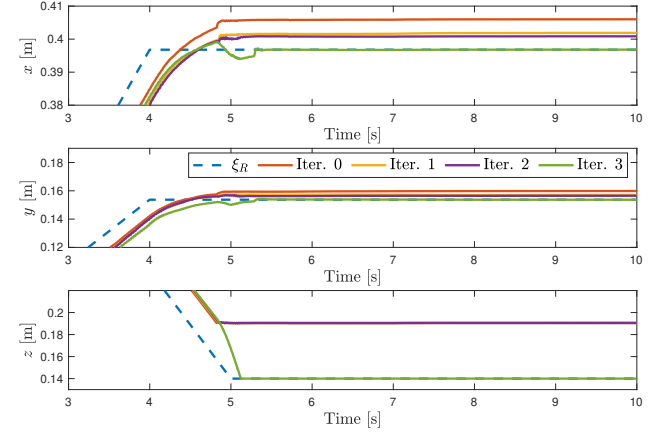 0.41
0.4
0.39
0.38
x [m]
3 4 5 6 7 8 9 10
Time [s]
0.18
0.16
0.14
0.12
y [m]
ξ_R Iter. 0 Iter. 1 Iter. 2 Iter. 3
3 4 5 6 7 8 9 10
Time [s]
0.2
0.18
0.16
0.14
z [m]
3 4 5 6 7 8 9 10
Time [s]